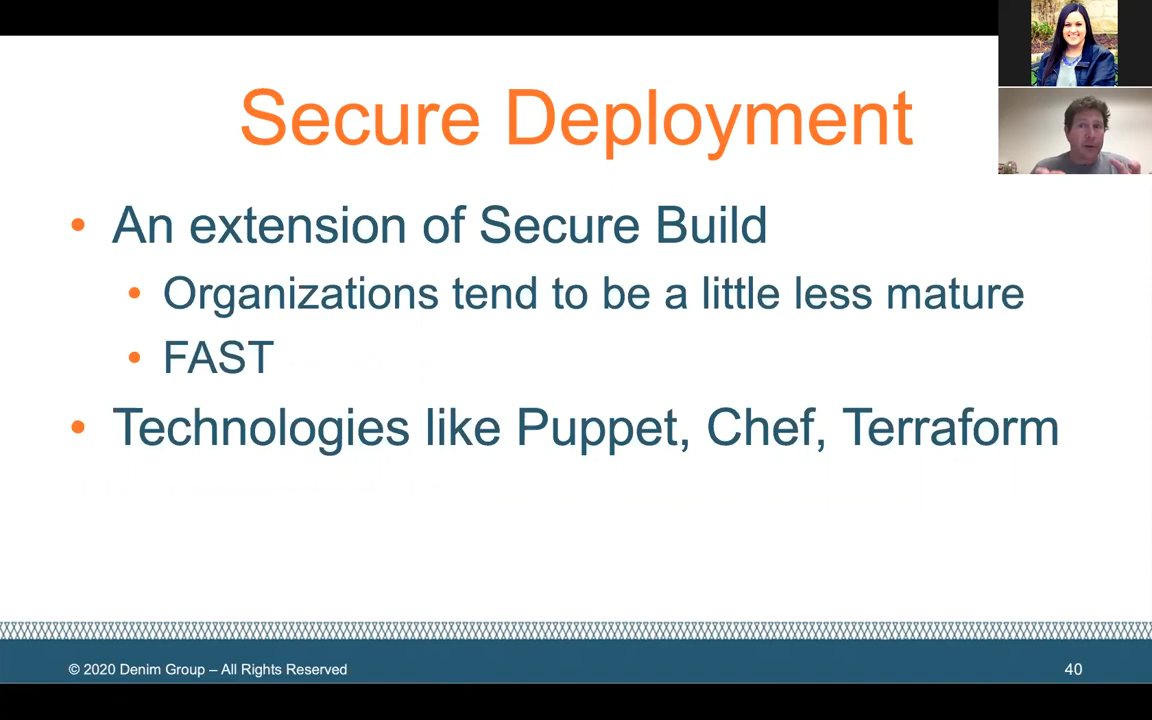 Secure Deployment
• An extension of Secure Build
• Organizations tend to be a little less mature
• FAST
• Technologies like Puppet, Chef, Terraform
© 2020 Denim Group – All Rights Reserved
40